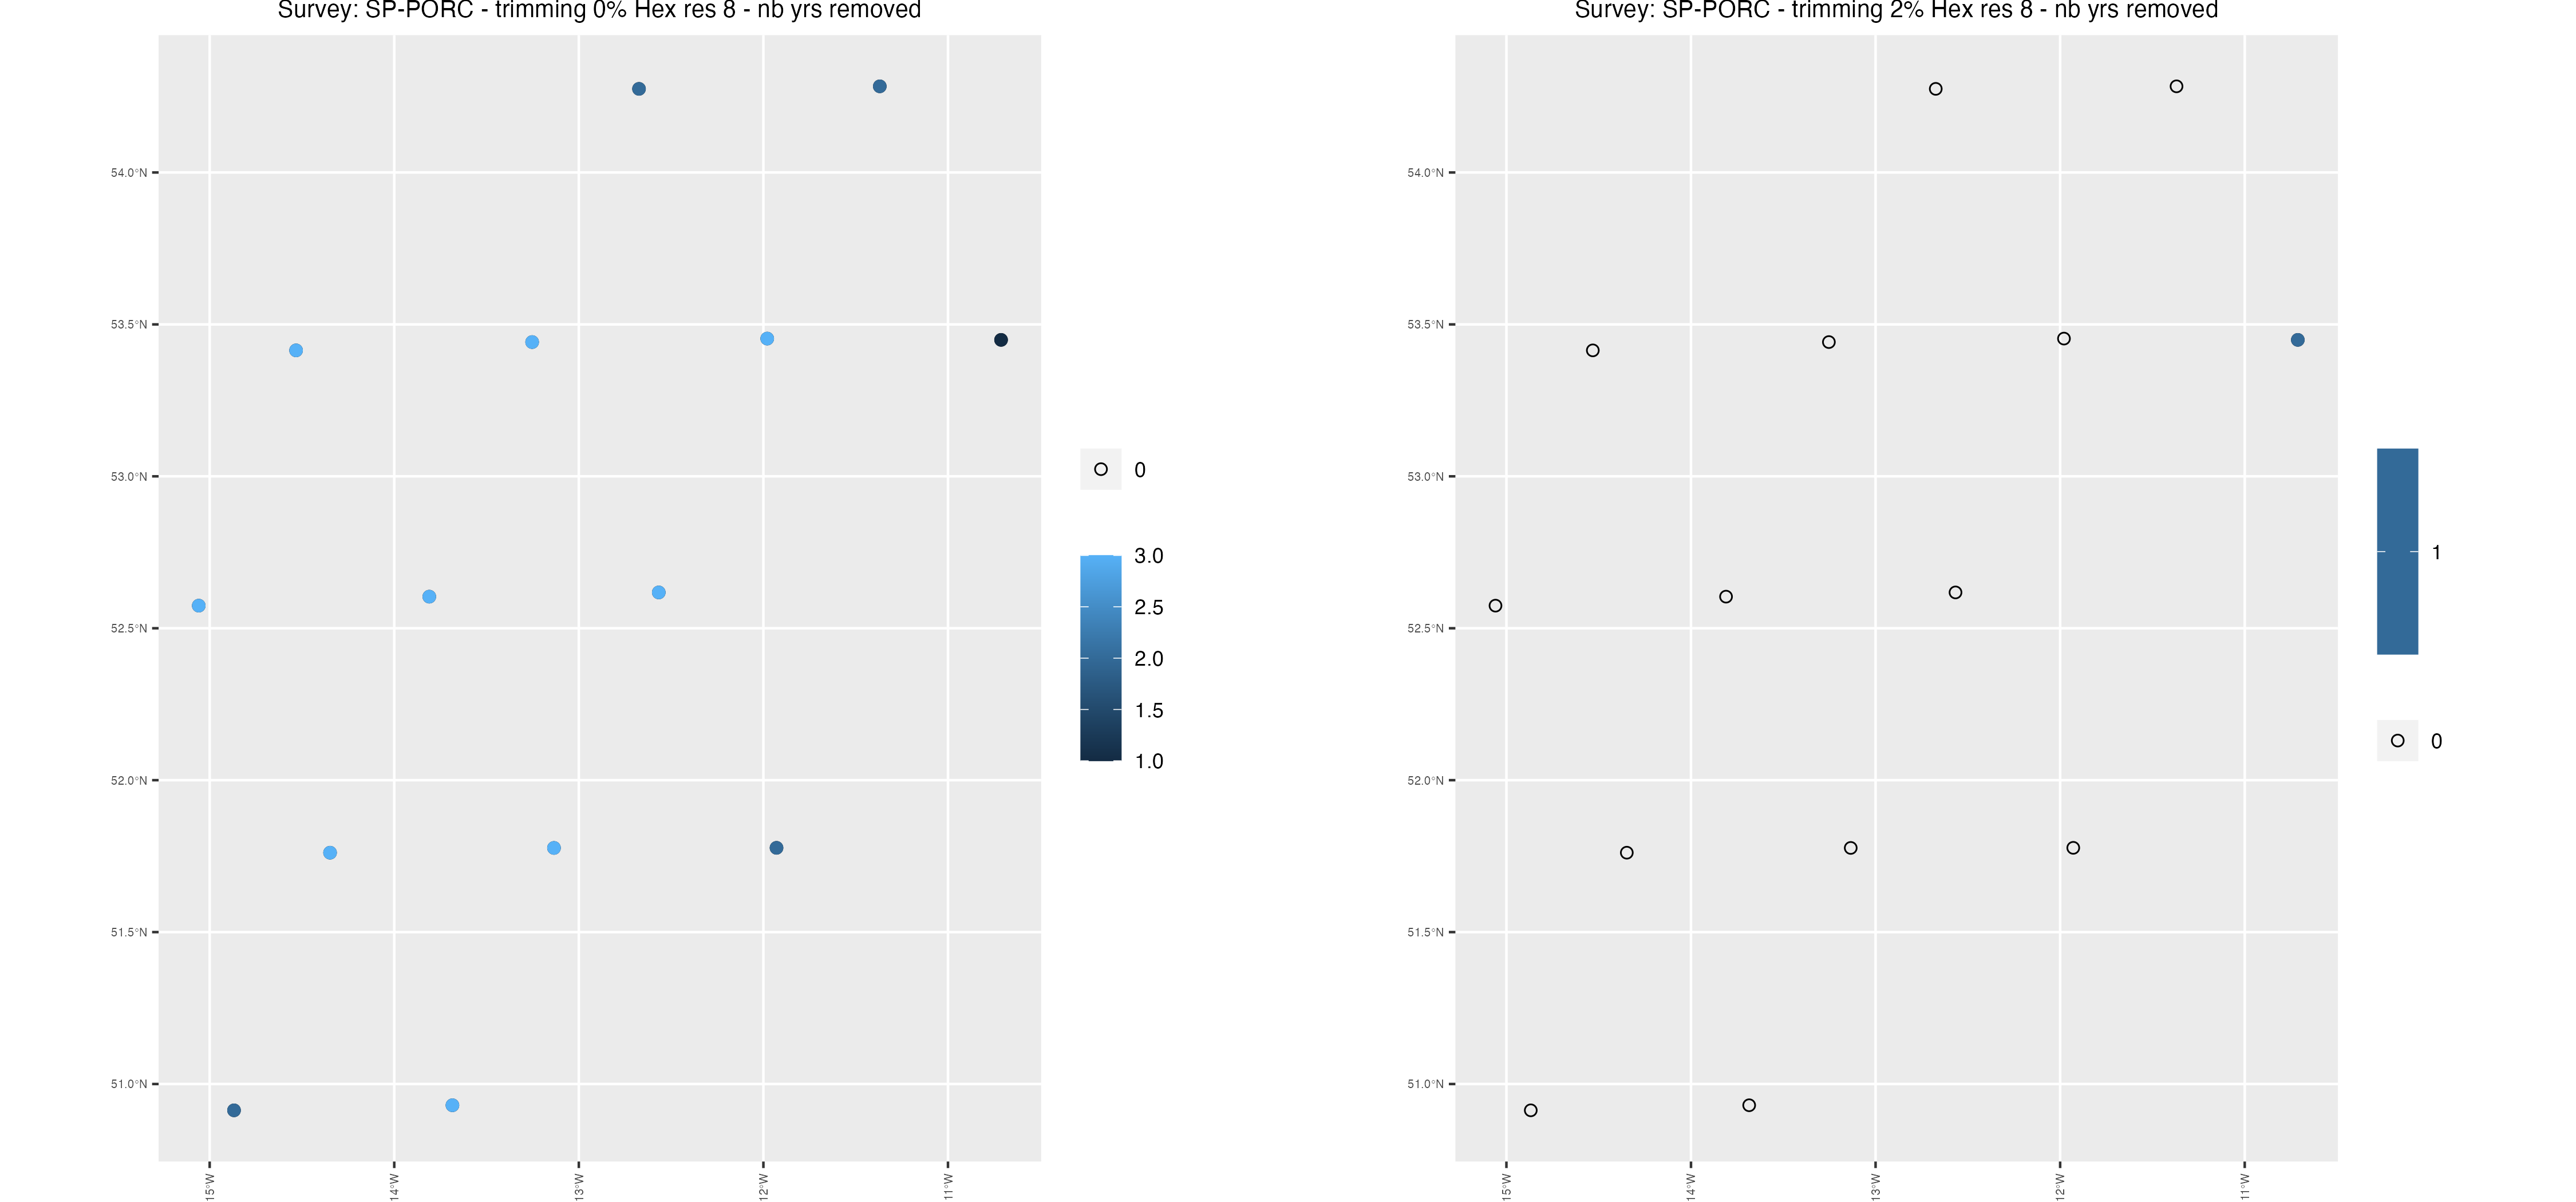 Survey: SP-PORC - trimming 0% Hex res 8 - nb yrs removed
54.0°N
53.5°N
53.0°N
52.5°N
52.0°N
51.5°N
51.0°N
15°W
14°W
13°W
12°W
11°W
0
3.0
2.5
2.0
1.5
1.0
Survey: SP-PORC - trimming 2% Hex res 8 - nb yrs removed
54.0°N
53.5°N
53.0°N
52.5°N
52.0°N
51.5°N
51.0°N
15°W
14°W
13°W
12°W
11°W
1
0